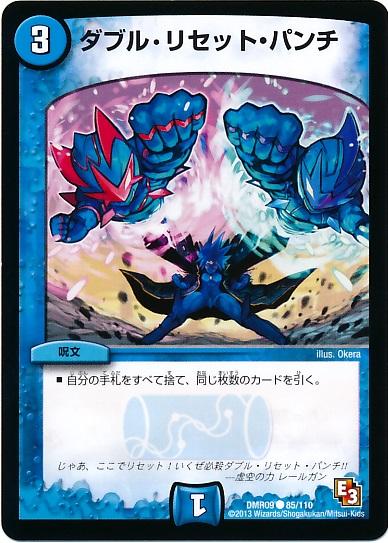 3 ダブル・リセット・パンチ
illus. Okera
呪文
■ 自分の手札をすべて捨て、同じ枚数のカードを引く。
じゃあ、ここでリセット!いくぜ必殺ダブル・リセット・パンチ!!
―虚空の力 レールガン
1
DMR09 ● 85/110
©2013 Wizards/Shogakukan/Mitsui-Kids
E3